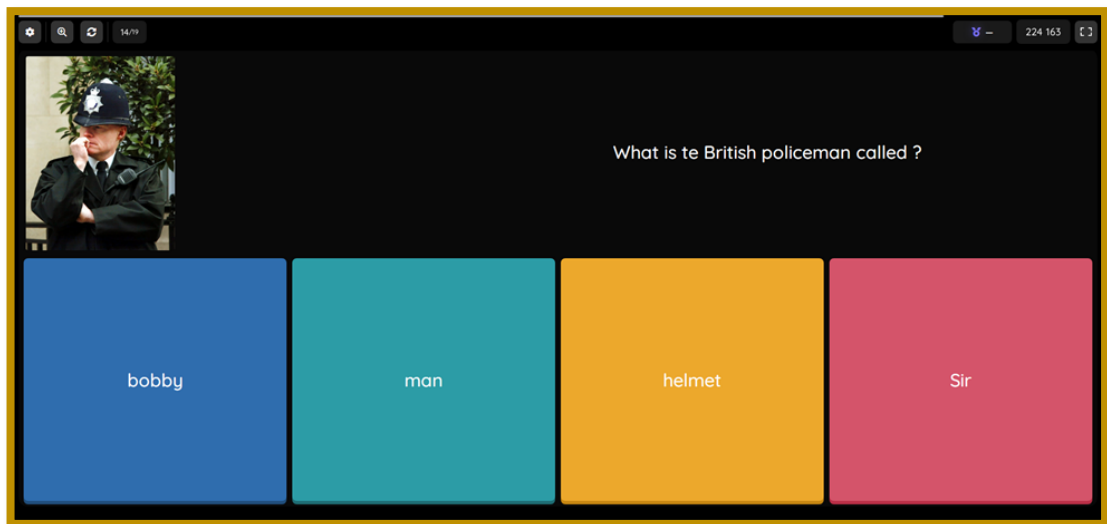 14/19
–
224 163
What is te British policeman called ?
bobby
man
helmet
Sir